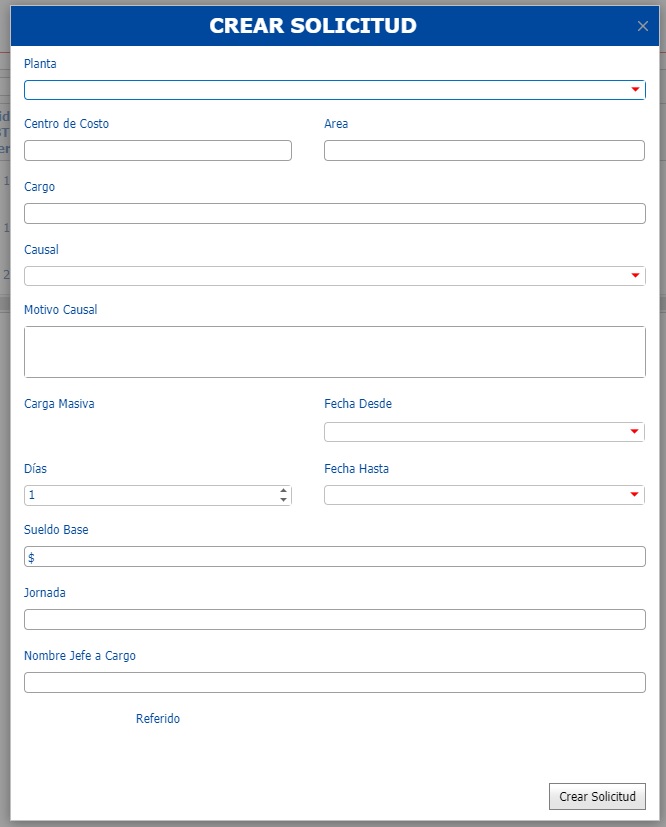 CREAR SOLICITUD
Planta
Centro de Costo Area
Cargo
Causal
Motivo Causal
Carga Masiva Fecha Desde
Días Fecha Hasta
1
Sueldo Base
$
Jornada
Nombre Jefe a Cargo
Referido
Crear Solicitud